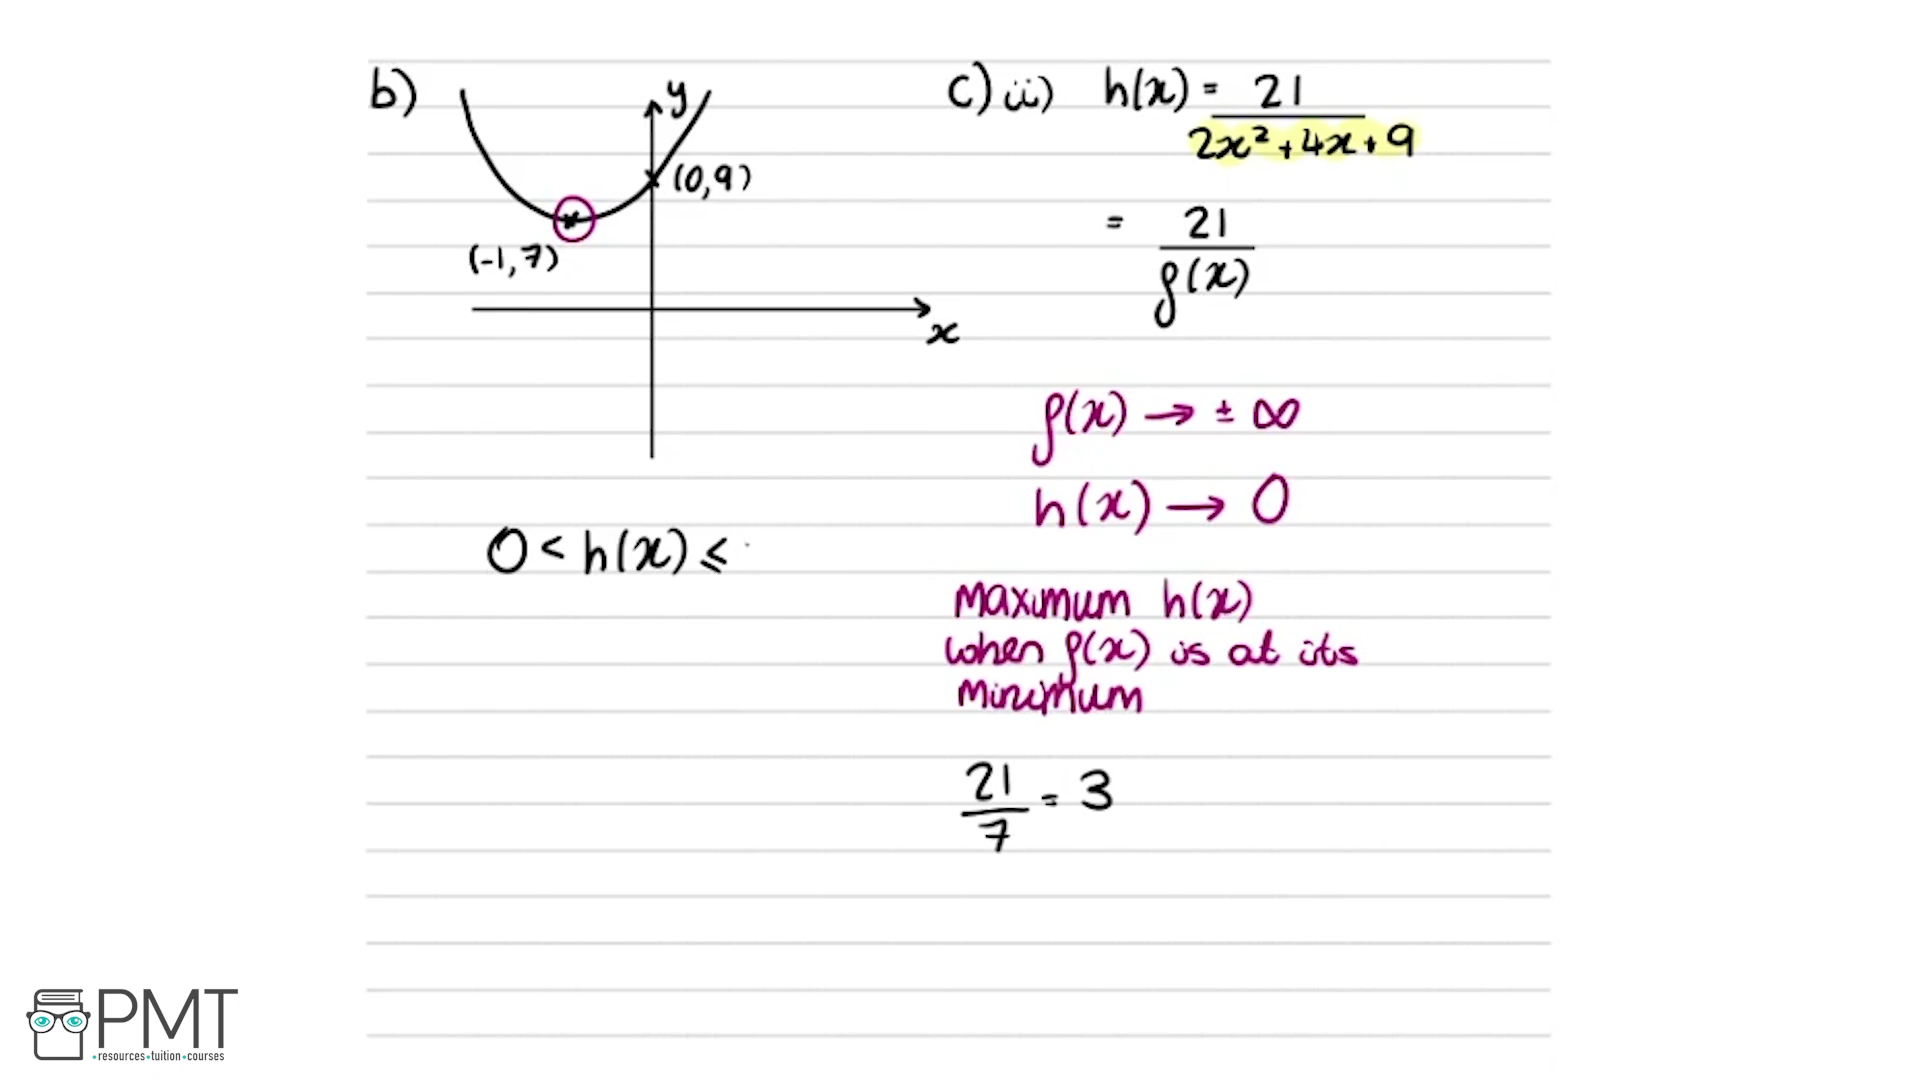 b)
y
(0,9)
(-1,7)
x
0 < h(x) ≤
c) ii) h(x) = 21
2x² + 4x + 9
= 21
f(x)
f(x) → ± ∞
h(x) → 0
Maximum h(x)
when f(x) is at its
minimum
21
7
= 3
PMT
•resources•tuition•courses